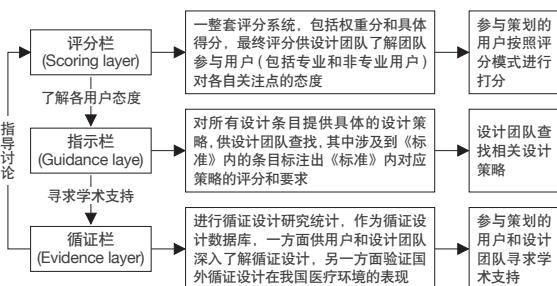 评分栏
(Scoring layer)
一整套评分系统，包括权重分和具体
得分，最终评分供设计团队了解团队
参与用户(包括专业和非专业用户)
对各自关注点的态度
参与策划的
用户按照评
分模式进行
打分
了解各用户态度
指导讨论
指示栏
(Guidance laye)
对所有设计条目提供具体的设计策
略,供设计团队查找,其中涉及到《标
准》内的条目标注出《标准》内对应
策略的评分和要求
设计团队查
找相关设计
策略
寻求学术支持
循证栏
(Evidence layer)
进行循证设计研究统计，作为循证设
计数据库，一方面供用户和设计团队
深入了解循证设计，另一方面验证国
外循证设计在我国医疗环境的表现
参与策划的
用户和设计
团队寻求学
术支持